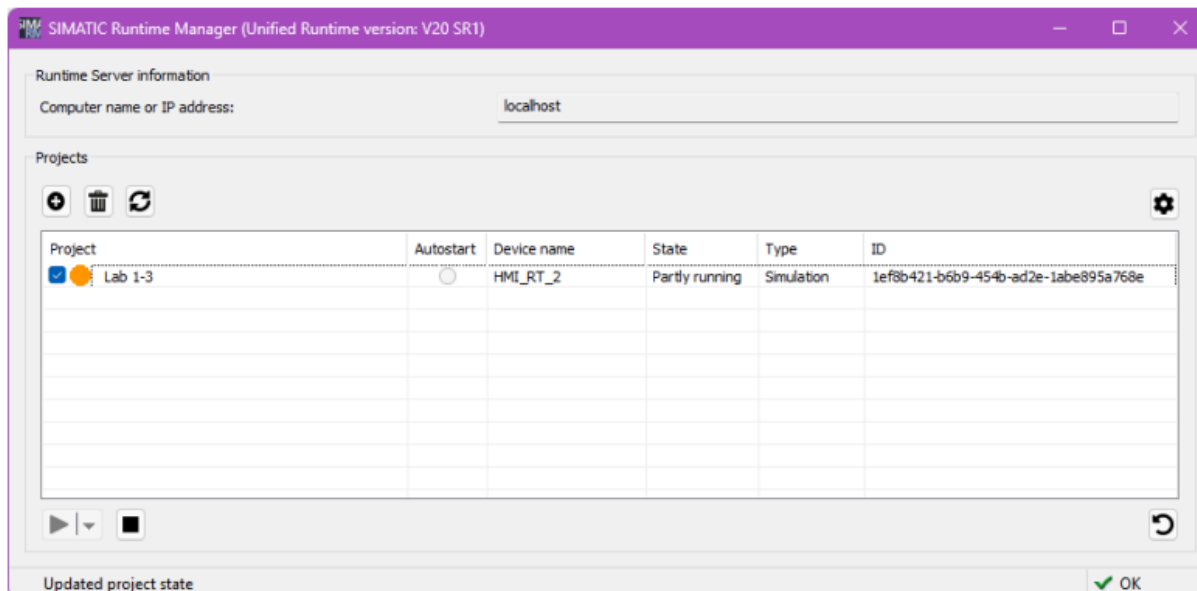 SIMATIC Runtime Manager (Unified Runtime version: V20 SR1)
Runtime Server information
Computer name or IP address: localhost
Projects
Project Autostart Device name State Type ID
Lab 1-3 HMI_RT_2 Partly running Simulation 1ef8b421-b6b9-454b-ad2e-1abe895a768e
Updated project state OK